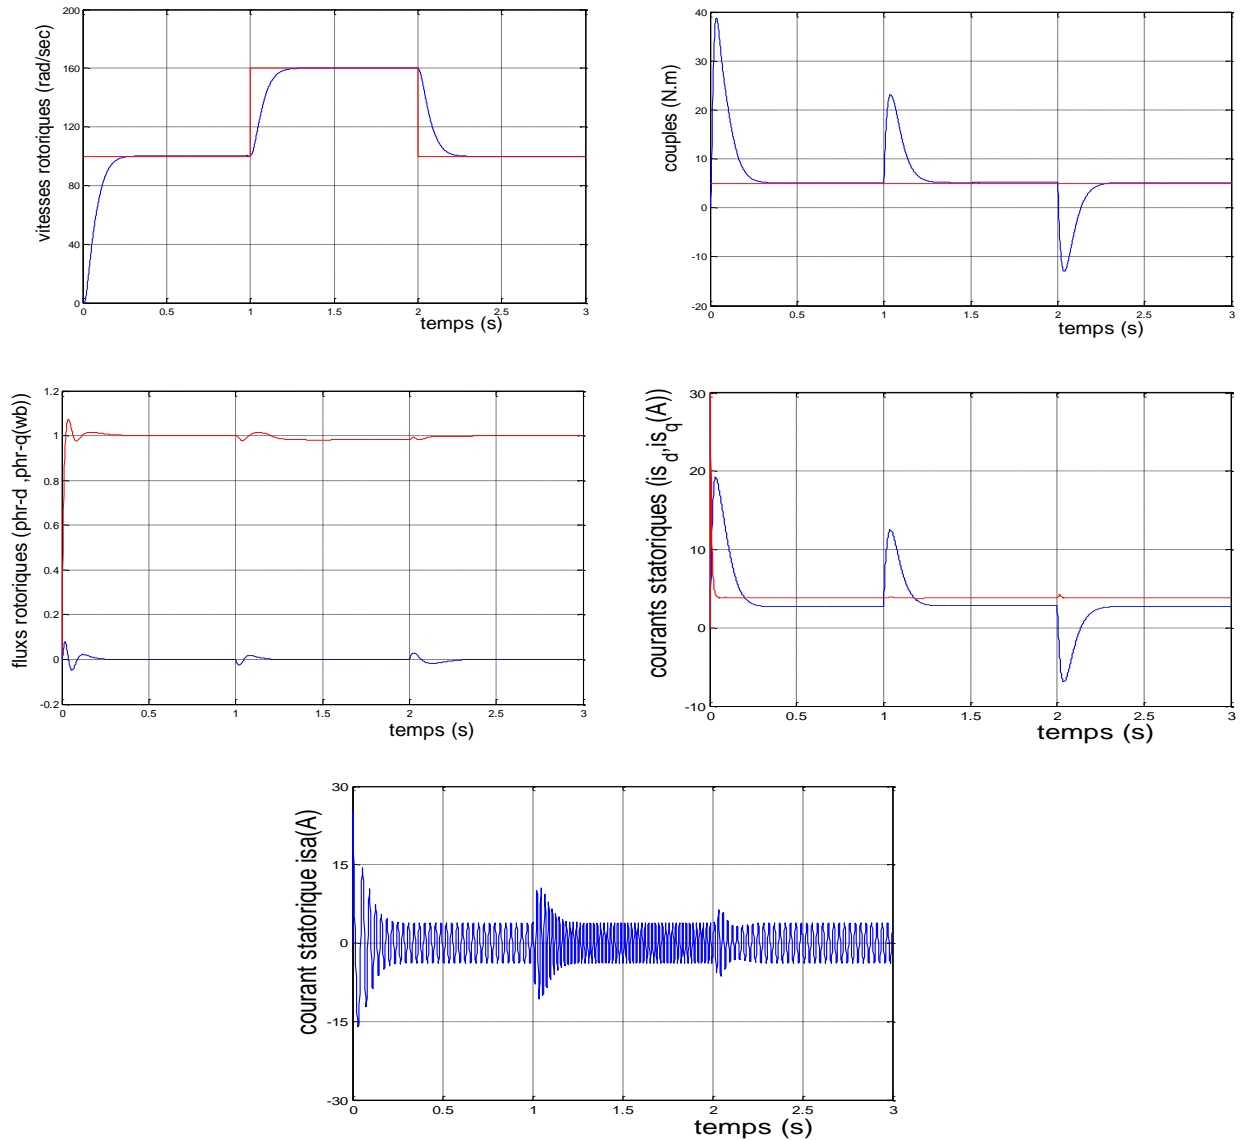 vitesses rotoriques (rad/sec)
200
160
120
80
40
0
0 0.5 1 1.5 2 2.5 3
temps (s)
couples (N.m)
40
30
20
10
0
-10
-20
0 0.5 1 1.5 2 2.5 3
temps (s)
fluxs rotoriques (phr-d ,phr-q(wb))
1.2
1
0.8
0.6
0.4
0.2
0
-0.2
0 0.5 1 1.5 2 2.5 3
temps (s)
courants statoriques (is_d,is_q(A))
30
20
10
0
-10
0 0.5 1 1.5 2 2.5 3
temps (s)
courant statorique isa(A)
30
15
0
-15
-30
0 0.5 1 1.5 2 2.5 3
temps (s)